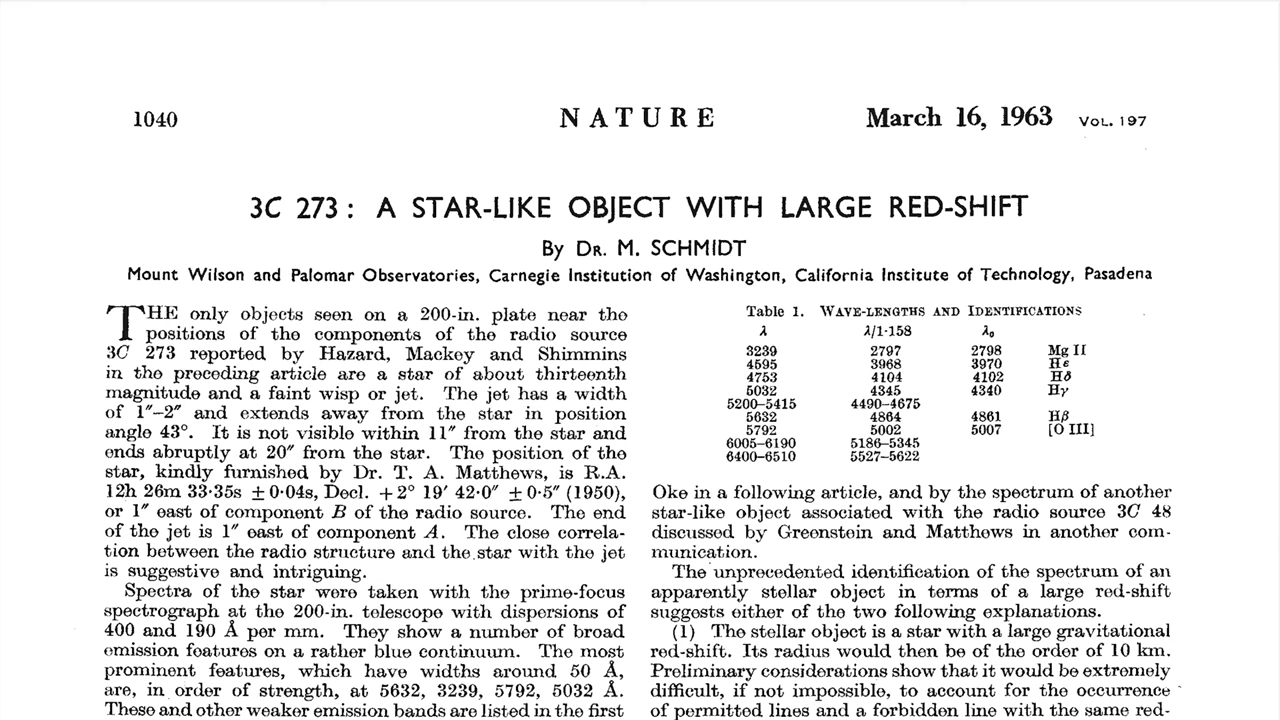 1040
NATURE
March 16, 1963 VOL. 197
3C 273 : A STAR-LIKE OBJECT WITH LARGE RED-SHIFT
By DR. M. SCHMIDT
Mount Wilson and Palomar Observatories, Carnegie Institution of Washington, California Institute of Technology, Pasadena
THE only objects seen on a 200-in. plate near the
positions of the components of the radio source
3C 273 reported by Hazard, Mackey and Shimmins
in the preceding article are a star of about thirteenth
magnitude and a faint wisp or jet. The jet has a width
of 1″–2″ and extends away from the star in position
angle 43°. It is not visible within 11″ from the star and
ends abruptly at 20″ from the star. The position of the
star, kindly furnished by Dr. T. A. Matthews, is R.A.
12h 26m 33·35s ± 0·04s, Decl. + 2° 19′ 42·0″ ± 0·5″ (1950),
or 1″ east of component B of the radio source. The end
of the jet is 1″ east of component A. The close correla-
tion between the radio structure and the star with the jet
is suggestive and intriguing.
Spectra of the star were taken with the prime-focus
spectrograph at the 200-in. telescope with dispersions of
400 and 190 Å per mm. They show a number of broad
emission features on a rather blue continuum. The most
prominent features, which have widths around 50 Å,
are, in order of strength, at 5632, 3239, 5792, 5032 Å.
These and other weaker emission bands are listed in the first
Table 1. WAVE-LENGTHS AND IDENTIFICATIONS
λ λ/1·158 λ₀
3239 2797 2798 Mg II
4595 3968 3970 Hε
4753 4104 4102 Hδ
5032 4345 4340 Hγ
5200–5415 4490–4675
5632 4864 4861 Hβ
5792 5002 5007 [O III]
6005–6190 5186–5345
6400–6510 5527–5622
Oke in a following article, and by the spectrum of another
star-like object associated with the radio source 3C 48
discussed by Greenstein and Matthews in another com-
munication.
The unprecedented identification of the spectrum of an
apparently stellar object in terms of a large red-shift
suggests either of the two following explanations.
(1) The stellar object is a star with a large gravitational
red-shift. Its radius would then be of the order of 10 km.
Preliminary considerations show that it would be extremely
difficult, if not impossible, to account for the occurrence
of permitted lines and a forbidden line with the same red-